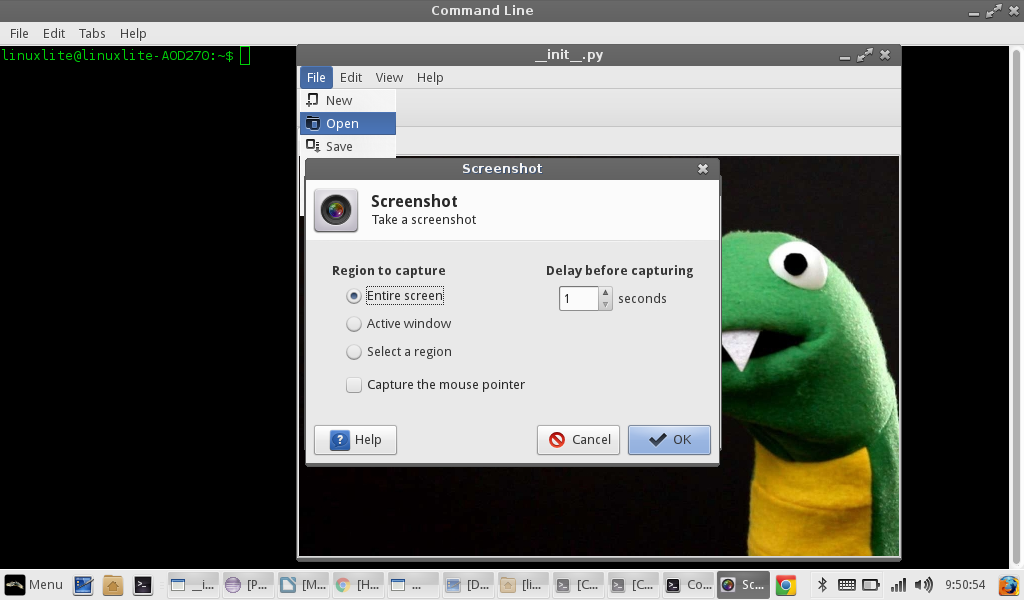 Command Line
File Edit Tabs Help
linuxlite@linuxlite-AOD270:~$
__init__.py
File Edit View Help
New
Open
Save
Screenshot
Screenshot
Take a screenshot
Region to capture
Entire screen
Active window
Select a region
Capture the mouse pointer
Delay before capturing
1 seconds
? Help
Cancel
OK
Menu
__i...
[P...
[M...
[H...
...
[D...
[li...
[C...
[C...
Co...
Sc...
9:50:54